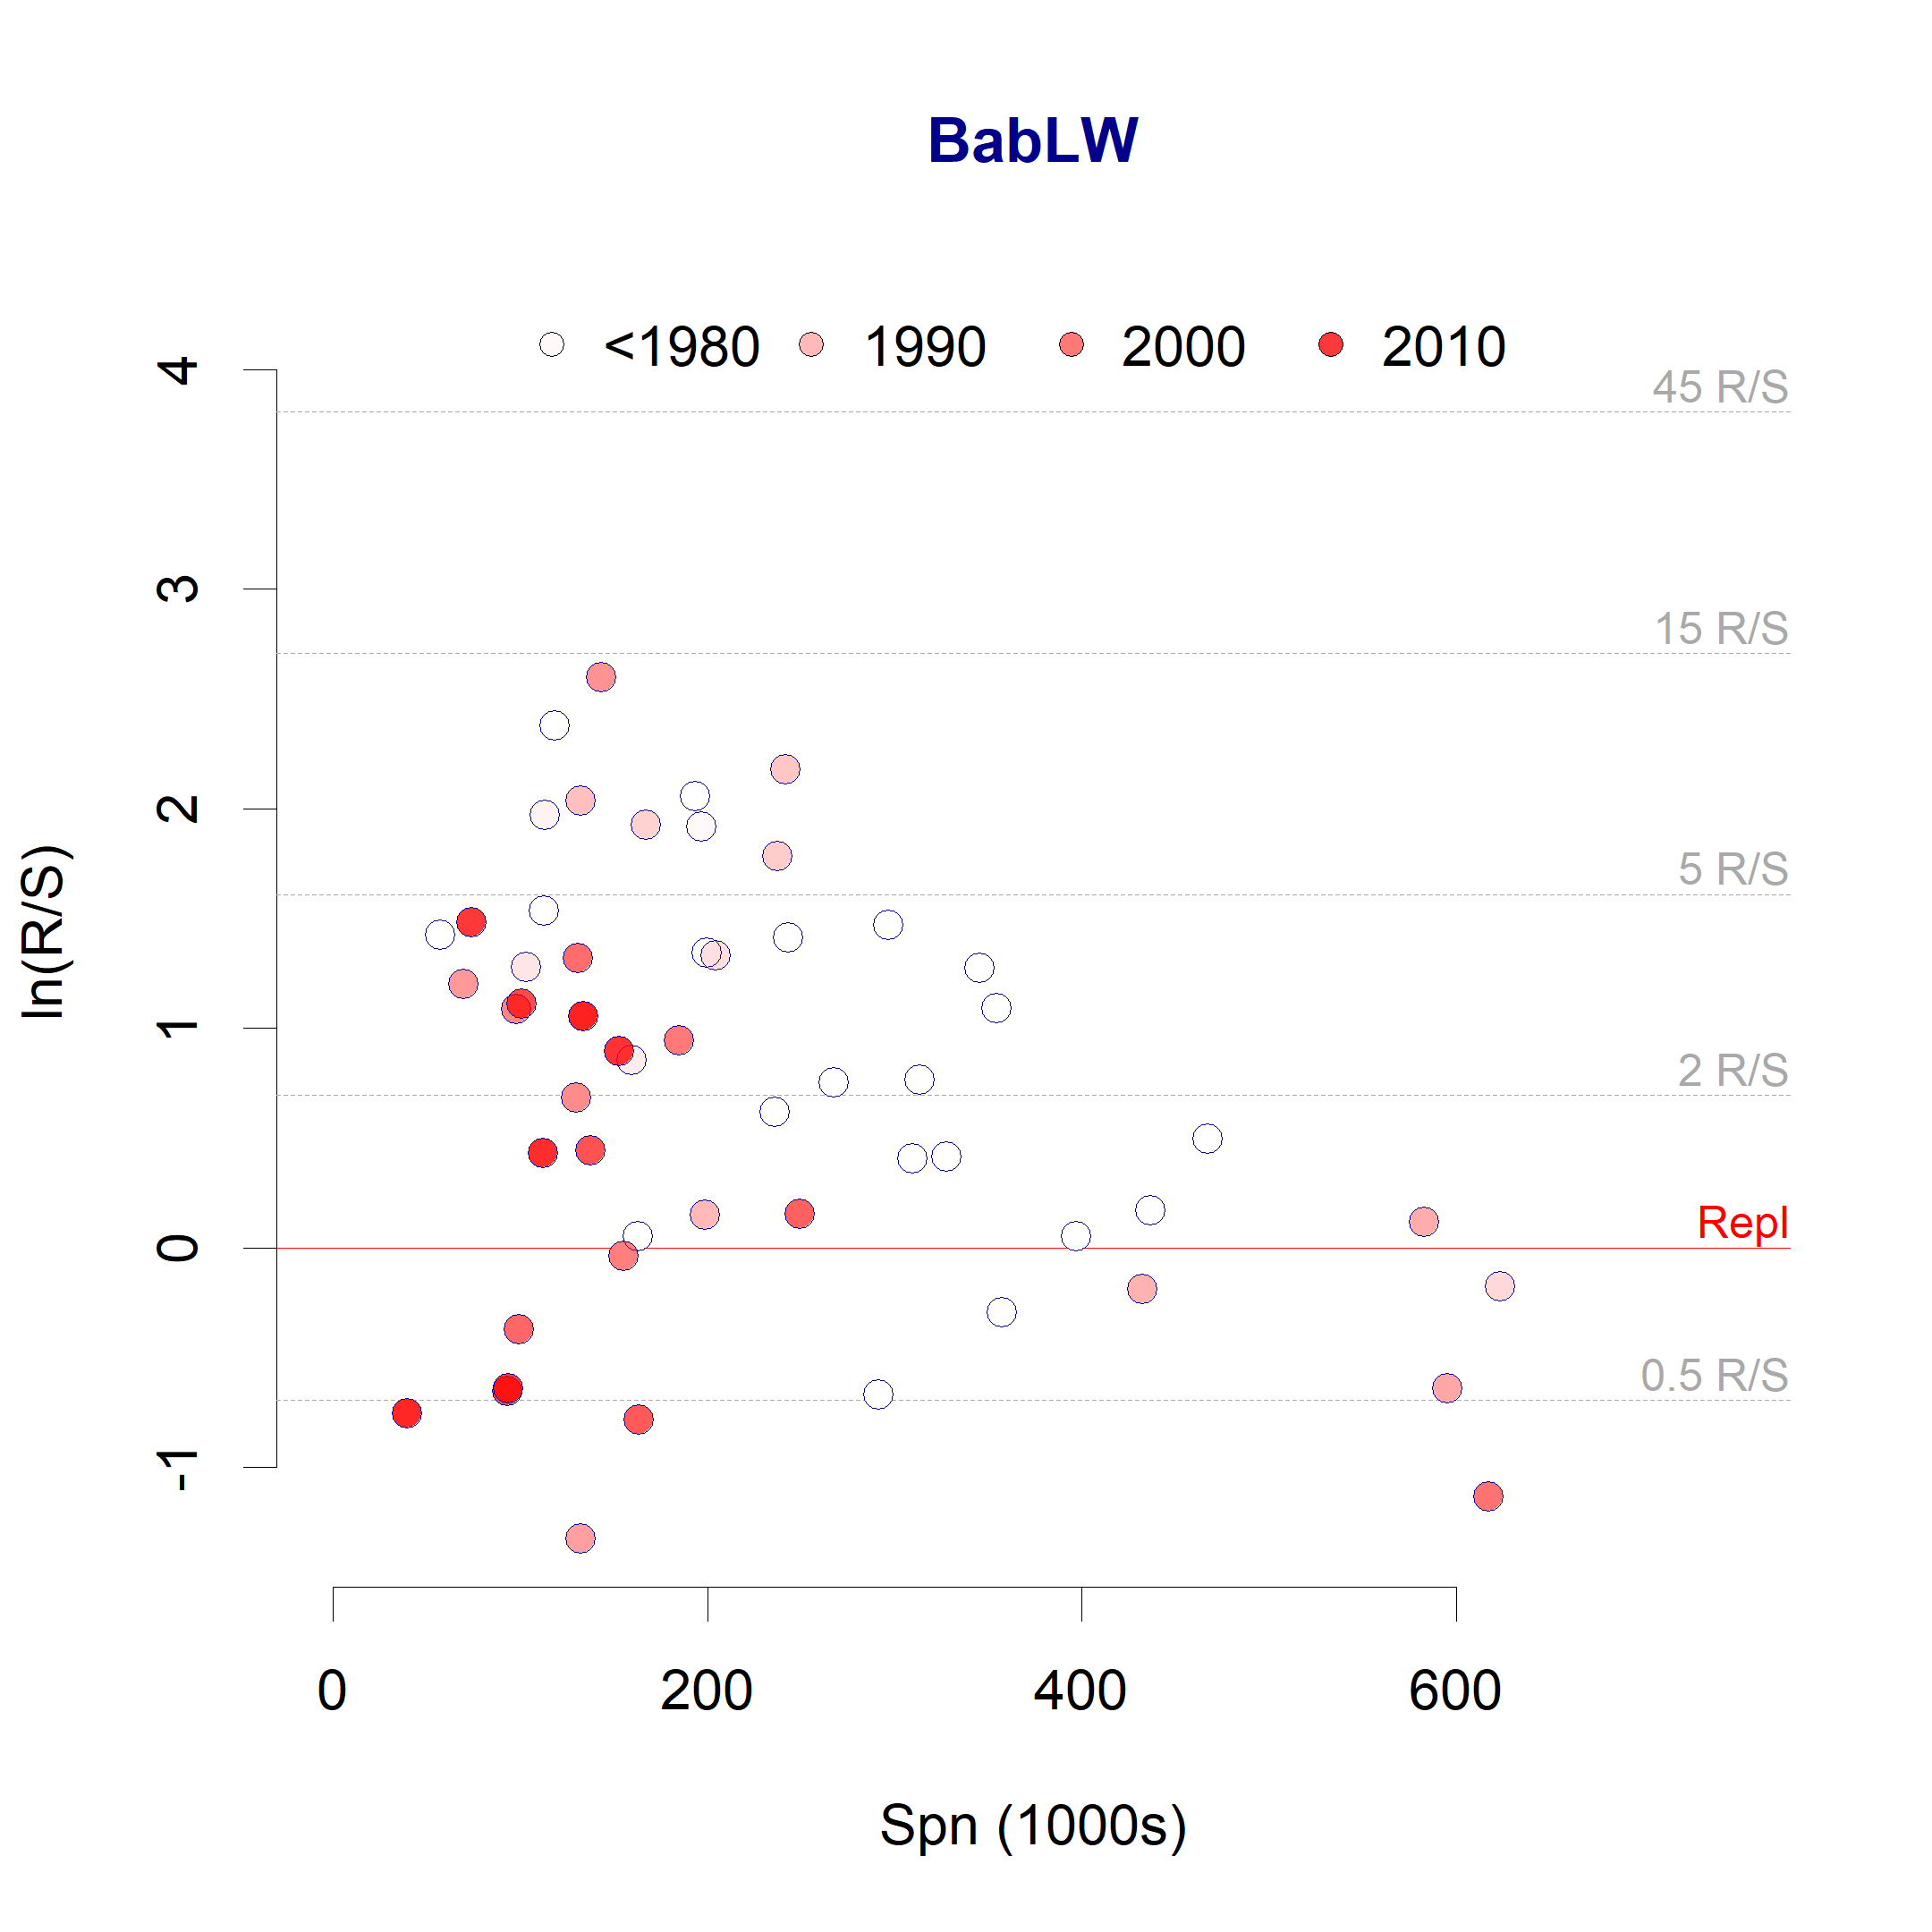 BabLW
<1980 1990 2000 2010
4
3
2
1
0
-1
ln(R/S)
45 R/S
15 R/S
5 R/S
2 R/S
Repl
0.5 R/S
0 200 400 600
Spn (1000s)